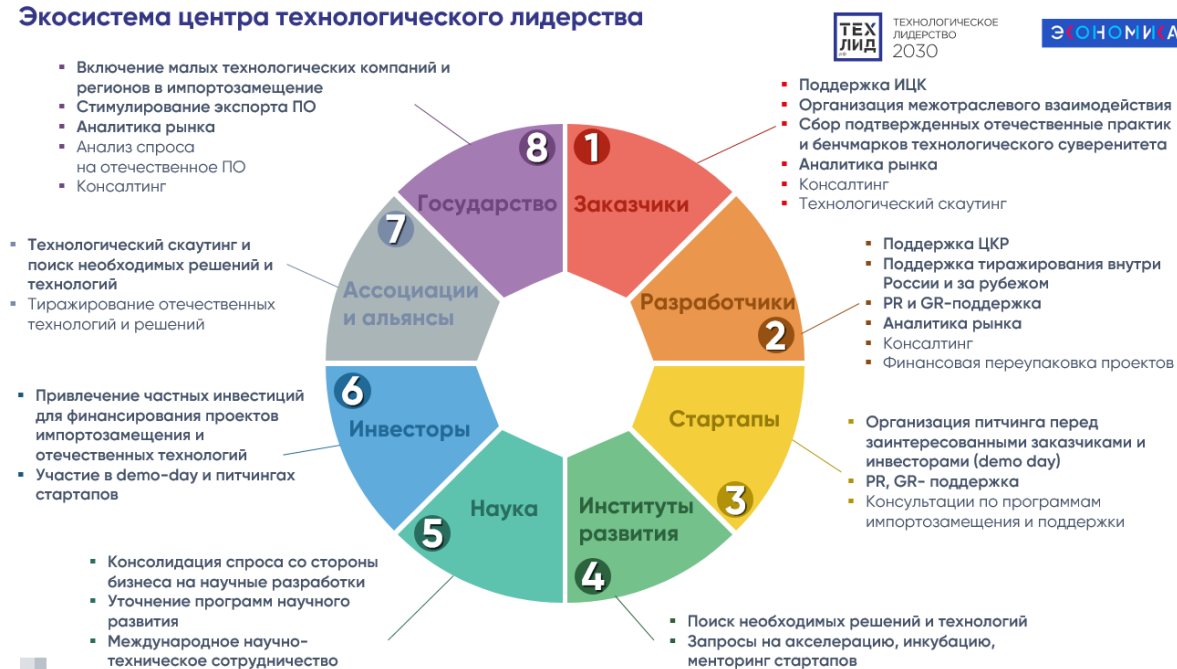 Экосистема центра технологического лидерства
ТЕХ
ЛИД
.РФ
ТЕХНОЛОГИЧЕСКОЕ
ЛИДЕРСТВО
2030
ЭКОНОМИКА
Включение малых технологических компаний и
регионов в импортозамещение
Стимулирование экспорта ПО
Аналитика рынка
Анализ спроса
на отечественное ПО
Консалтинг
8
Государство
1
Заказчики
Поддержка ИЦК
Организация межотраслевого взаимодействия
Сбор подтвержденных отечественные практик
и бенчмарков технологического суверенитета
Аналитика рынка
Консалтинг
Технологический скаутинг
Технологический скаутинг и
поиск необходимых решений и
технологий
Тиражирование отечественных
технологий и решений
7
Ассоциации
и альянсы
Разработчики
2
Поддержка ЦКР
Поддержка тиражирования внутри
России и за рубежом
PR и GR-поддержка
Аналитика рынка
Консалтинг
Финансовая переупаковка проектов
Привлечение частных инвестиций
для финансирования проектов
импортозамещения и
отечественных технологий
Участие в demo-day и питчингах
стартапов
6
Инвесторы
Стартапы
3
Организация питчинга перед
заинтересованными заказчиками и
инвесторами (demo day)
PR, GR- поддержка
Консультации по программам
импортозамещения и поддержки
Наука
5
Институты
развития
4
Консолидация спроса со стороны
бизнеса на научные разработки
Уточнение программ научного
развития
Международное научно-
техническое сотрудничество
Поиск необходимых решений и технологий
Запросы на акселерацию, инкубацию,
менторинг стартапов